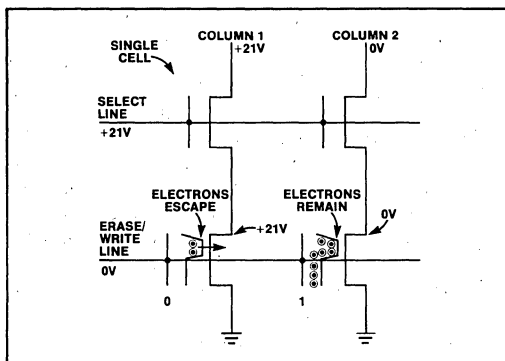 COLUMN 1
+21V
COLUMN 2
0V
SINGLE
CELL
SELECT
LINE
+21V
ELECTRONS
ESCAPE
ELECTRONS
REMAIN
+21V
0V
ERASE/
WRITE
LINE
0V
0
1